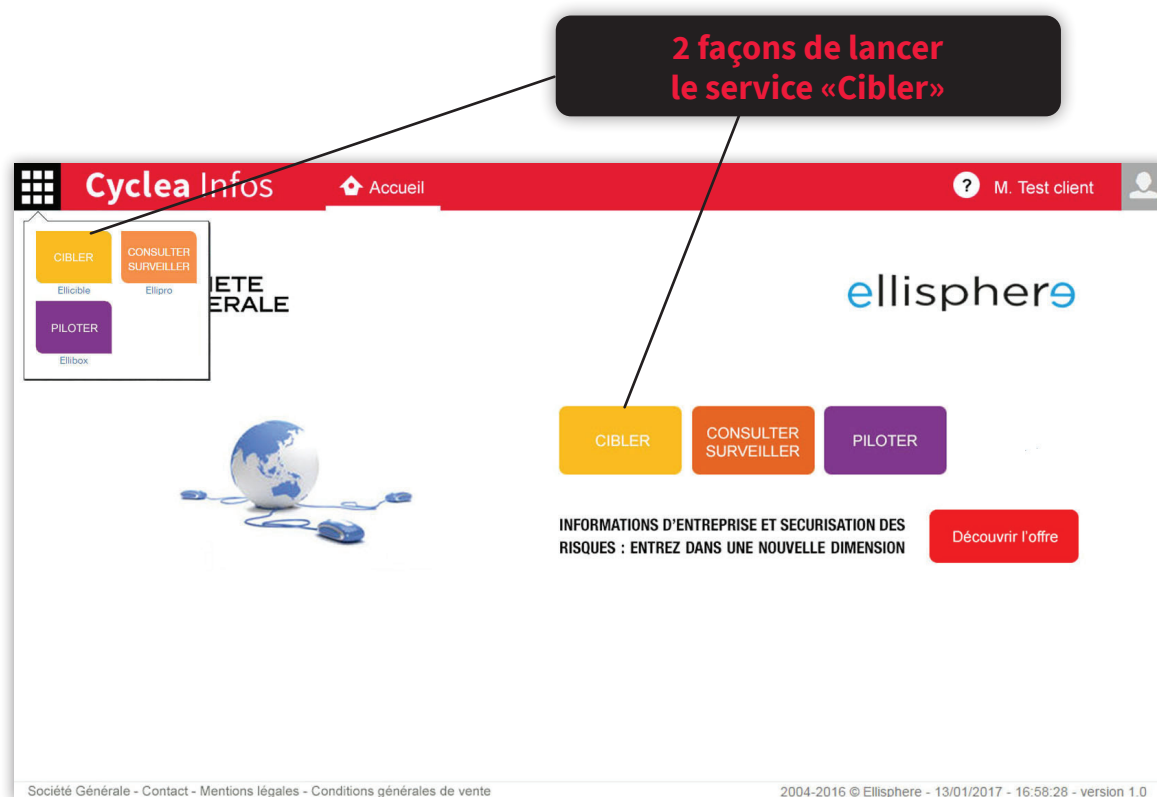 2 façons de lancer
le service «Cibler»
Cyclea Infos
Accueil
?
M. Test client
CIBLER
CONSULTER
SURVEILLER
Ellicible
Ellipro
PILOTER
Ellibox
IETE
ERALE
ellisphere
CIBLER
CONSULTER
SURVEILLER
PILOTER
INFORMATIONS D'ENTREPRISE ET SECURISATION DES
RISQUES : ENTREZ DANS UNE NOUVELLE DIMENSION
Découvrir l'offre
Société Générale - Contact - Mentions légales - Conditions générales de vente
2004-2016 © Ellisphere - 13/01/2017 - 16:58:28 - version 1.0